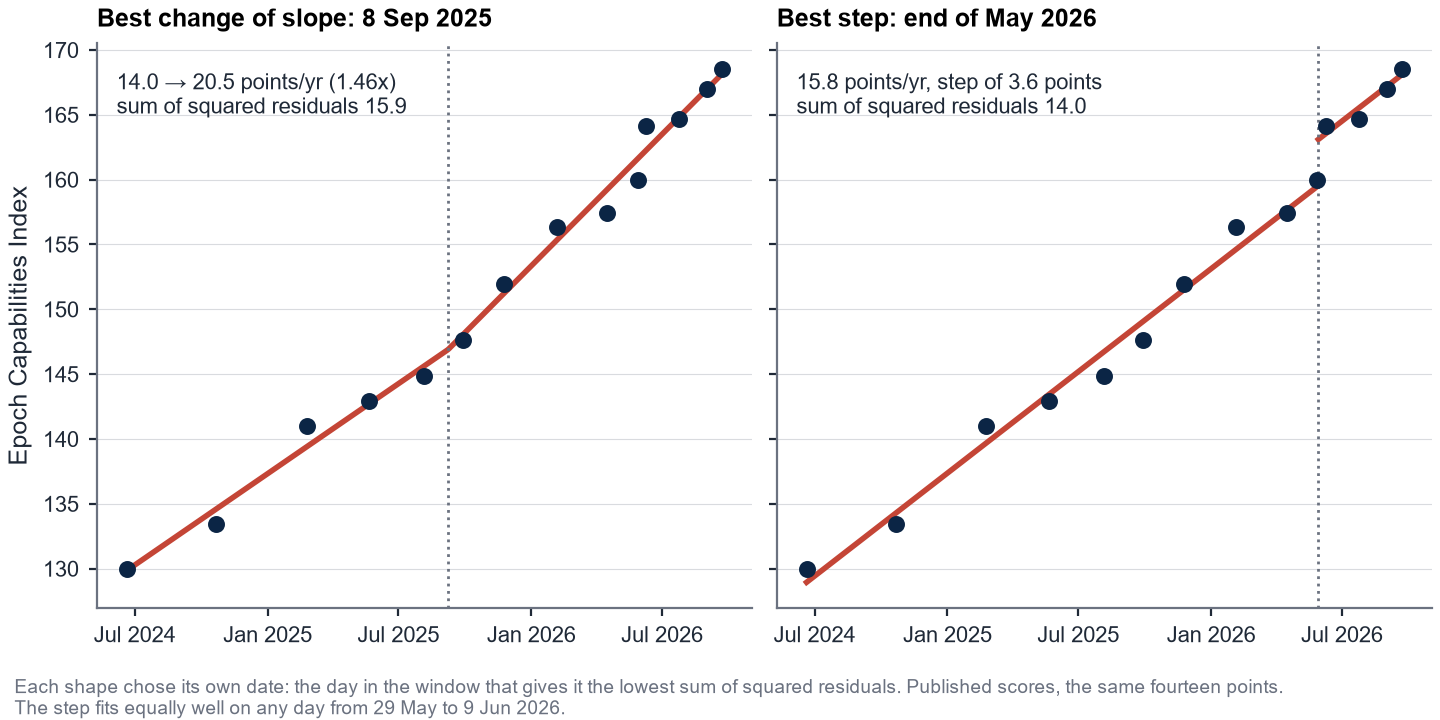 Best change of slope: 8 Sep 2025
14.0 → 20.5 points/yr (1.46x)
sum of squared residuals 15.9
Best step: end of May 2026
15.8 points/yr, step of 3.6 points
sum of squared residuals 14.0
Epoch Capabilities Index
170
165
160
155
150
145
140
135
130
Jul 2024
Jan 2025
Jul 2025
Jan 2026
Jul 2026
Jul 2024
Jan 2025
Jul 2025
Jan 2026
Jul 2026
Each shape chose its own date: the day in the window that gives it the lowest sum of squared residuals. Published scores, the same fourteen points.
The step fits equally well on any day from 29 May to 9 Jun 2026.